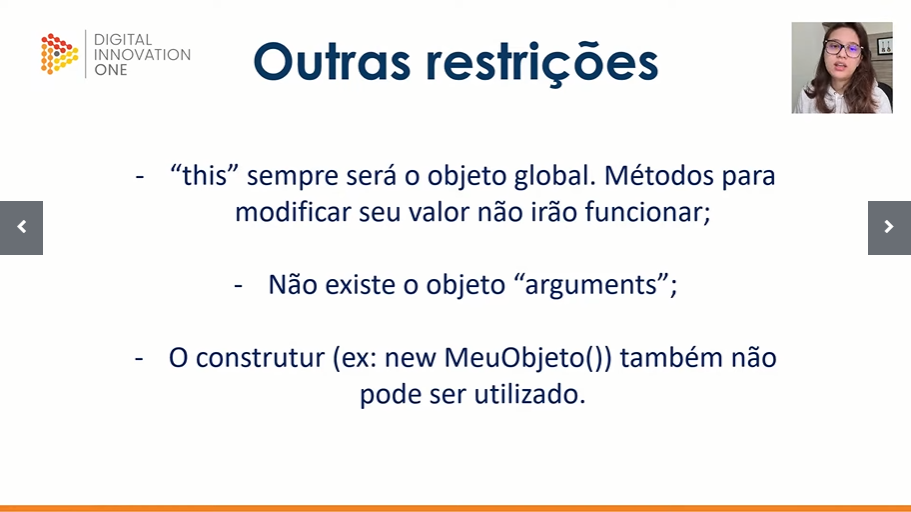 DIGITAL
INNOVATION
ONE
Outras restrições
- “this” sempre será o objeto global. Métodos para
modificar seu valor não irão funcionar;
- Não existe o objeto “arguments”;
- O construtur (ex: new MeuObjeto()) também não
pode ser utilizado.